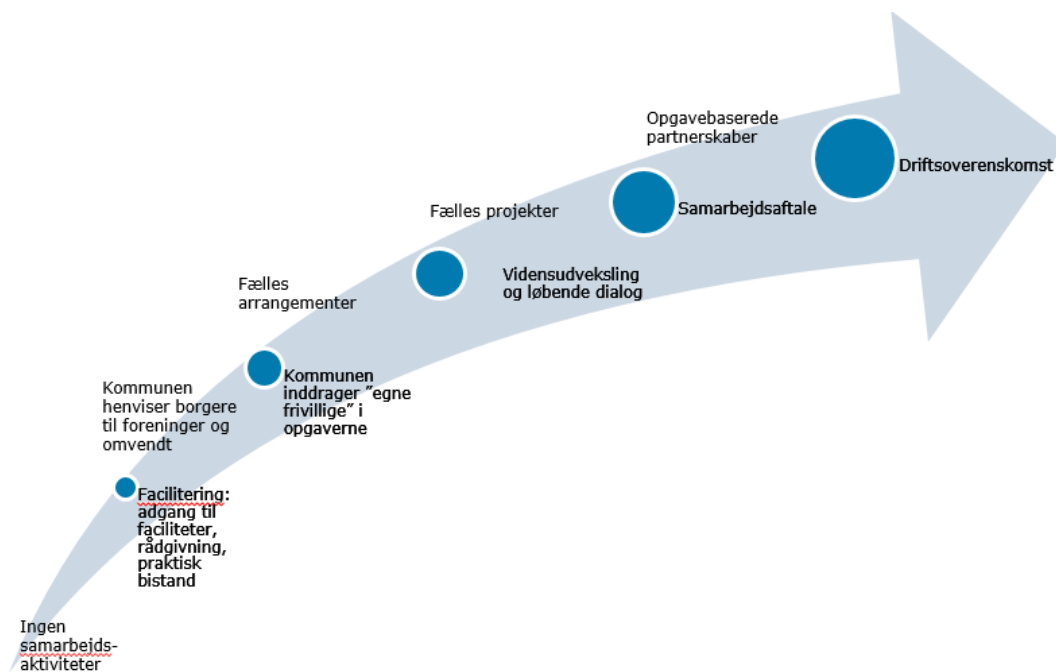 Opgavebaserede
partnerskaber
Driftsoverenskomst
Samarbejdsaftale
Fælles projekter
Vidensudveksling
og løbende dialog
Fælles
arrangementer
Kommunen
inddrager ”egne
frivillige” i
opgaverne
Kommunen
henviser borgere
til foreninger og
omvendt
Facilitering:
adgang til
faciliteter,
rådgivning,
praktisk
bistand
Ingen
samarbejds-
aktiviteter